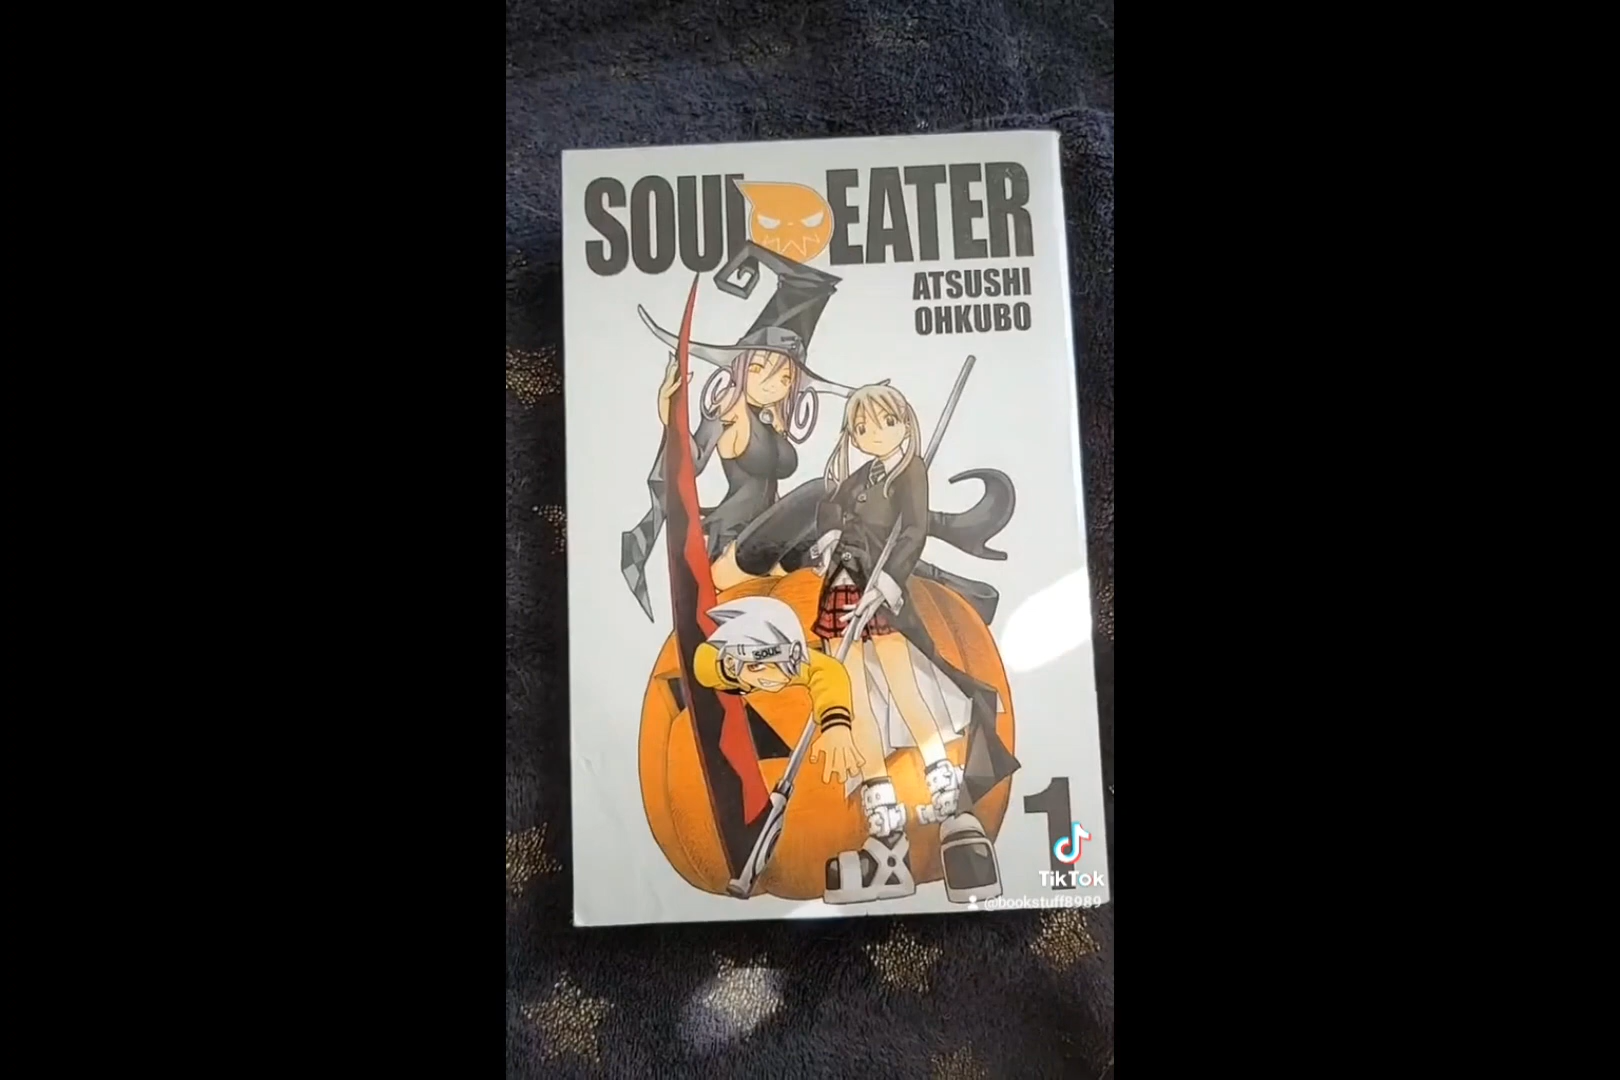 SOUL EATER
ATSUSHI
OHKUBO
SOUL
1
TikTok
@bookstuff8989